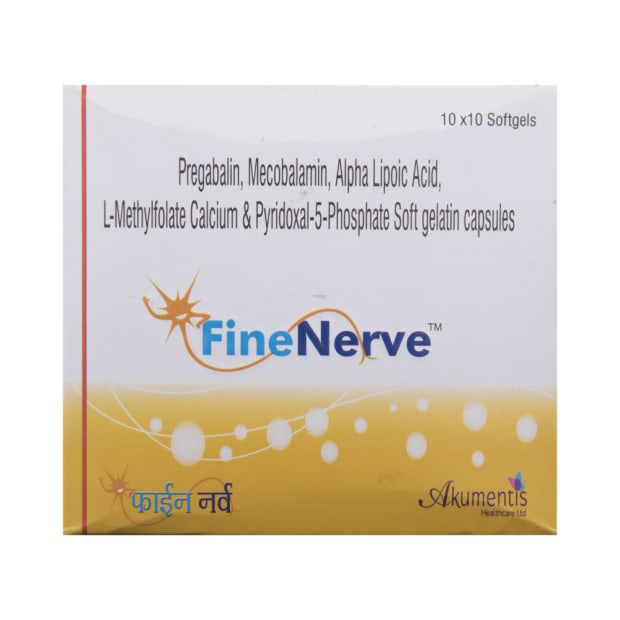 10 x10 Softgels
Pregabalin, Mecobalamin, Alpha Lipoic Acid,
L-Methylfolate Calcium & Pyridoxal-5-Phosphate Soft gelatin capsules
FineNerve™
फाईन नर्व
Akumentis
Healthcare Ltd